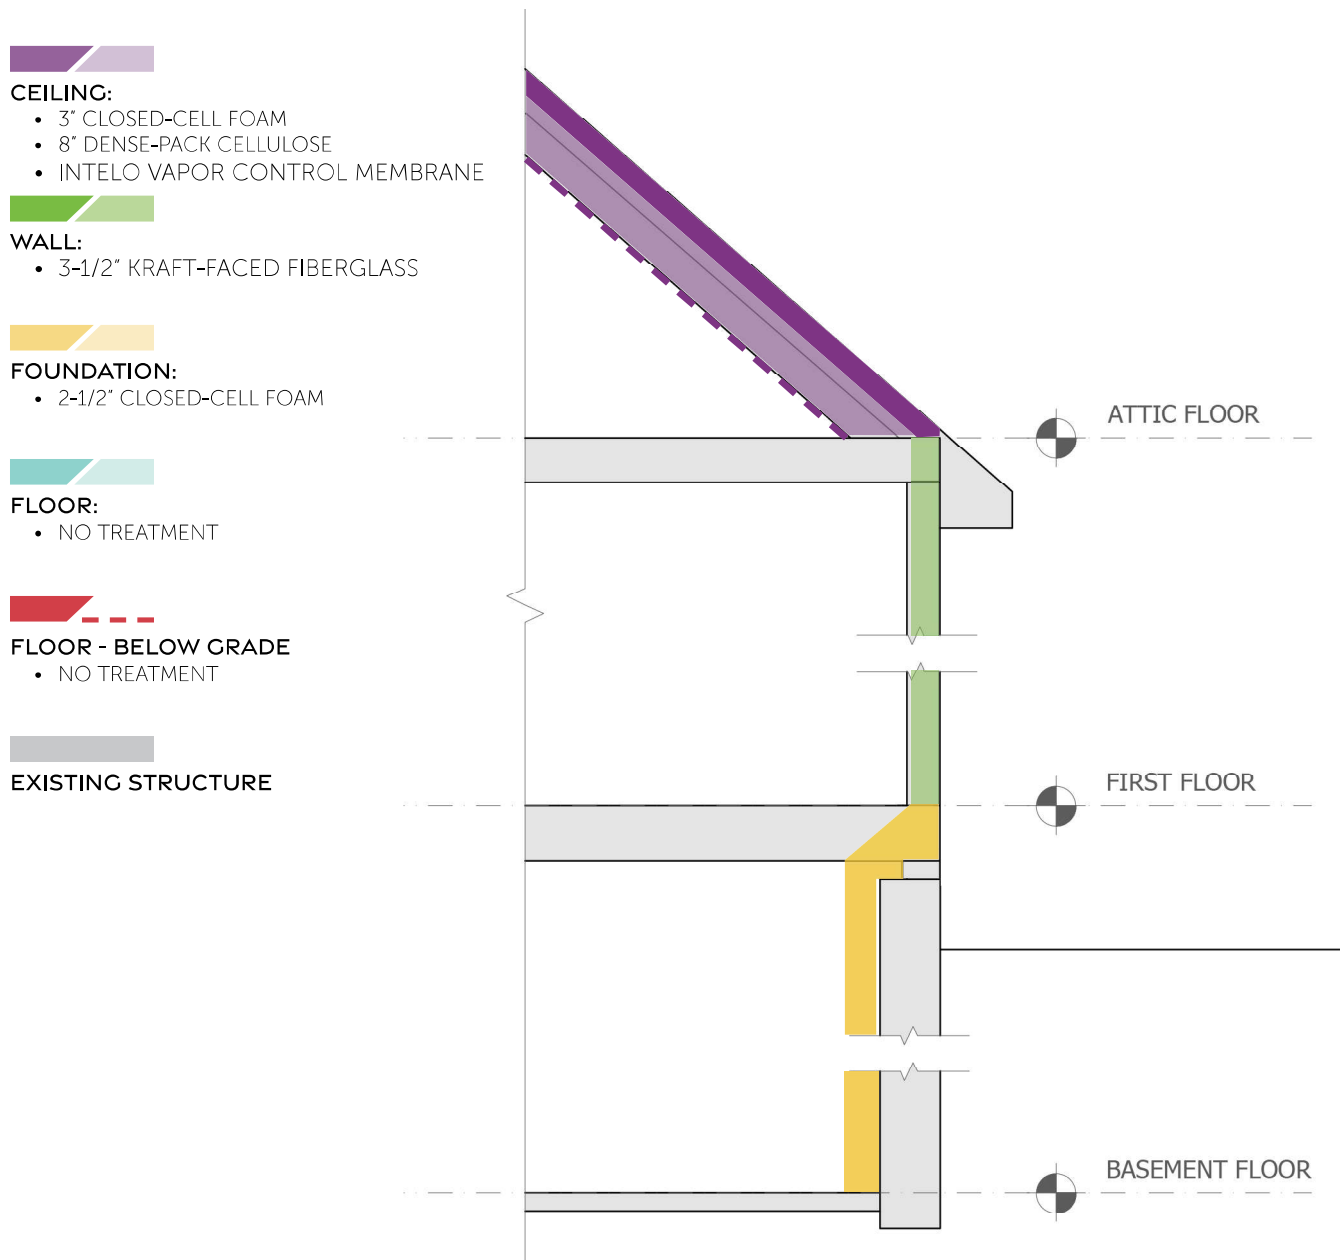 CEILING:
• 3" CLOSED-CELL FOAM
• 8" DENSE-PACK CELLULOSE
• INTELO VAPOR CONTROL MEMBRANE
WALL:
• 3-1/2" KRAFT-FACED FIBERGLASS
FOUNDATION:
• 2-1/2" CLOSED-CELL FOAM
FLOOR:
• NO TREATMENT
FLOOR - BELOW GRADE
• NO TREATMENT
EXISTING STRUCTURE
ATTIC FLOOR
FIRST FLOOR
BASEMENT FLOOR